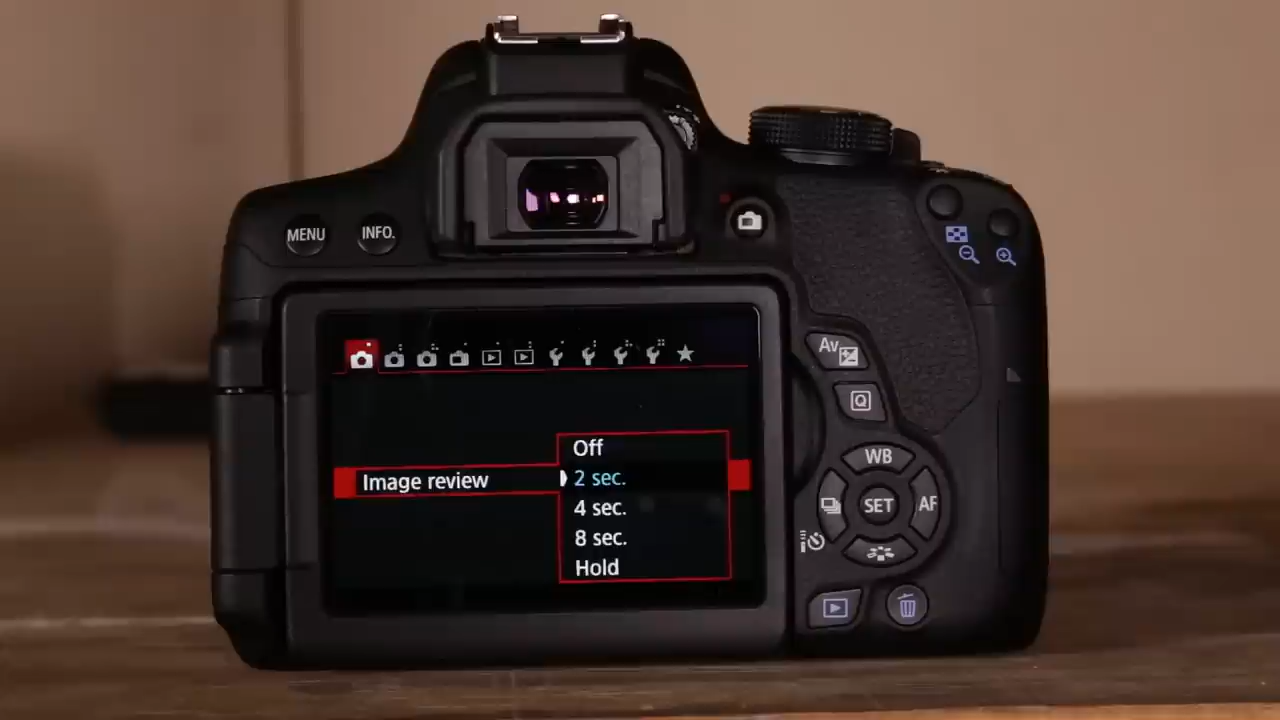 MENU
INFO.
Av
Q
Image review
Off
2 sec.
4 sec.
8 sec.
Hold
WB
SET
AF